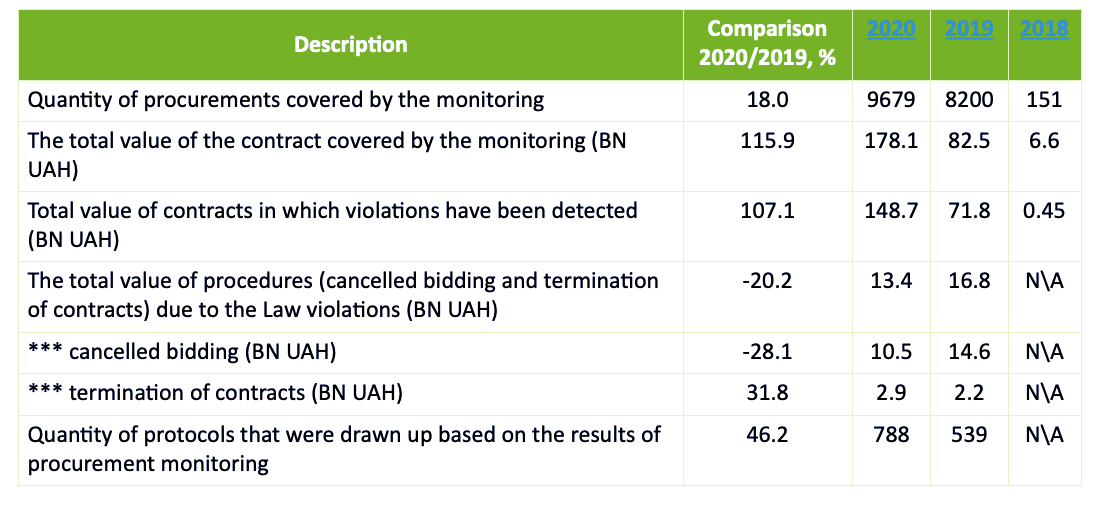 Description Comparison 2020 2019 2018
2020/2019, %
Quantity of procurements covered by the monitoring 18.0 9679 8200 151
The total value of the contract covered by the monitoring (BN 115.9 178.1 82.5 6.6
UAH)
Total value of contracts in which violations have been detected 107.1 148.7 71.8 0.45
(BN UAH)
The total value of procedures (cancelled bidding and termination -20.2 13.4 16.8 N\A
of contracts) due to the Law violations (BN UAH)
*** cancelled bidding (BN UAH) -28.1 10.5 14.6 N\A
*** termination of contracts (BN UAH) 31.8 2.9 2.2 N\A
Quantity of protocols that were drawn up based on the results of 46.2 788 539 N\A
procurement monitoring